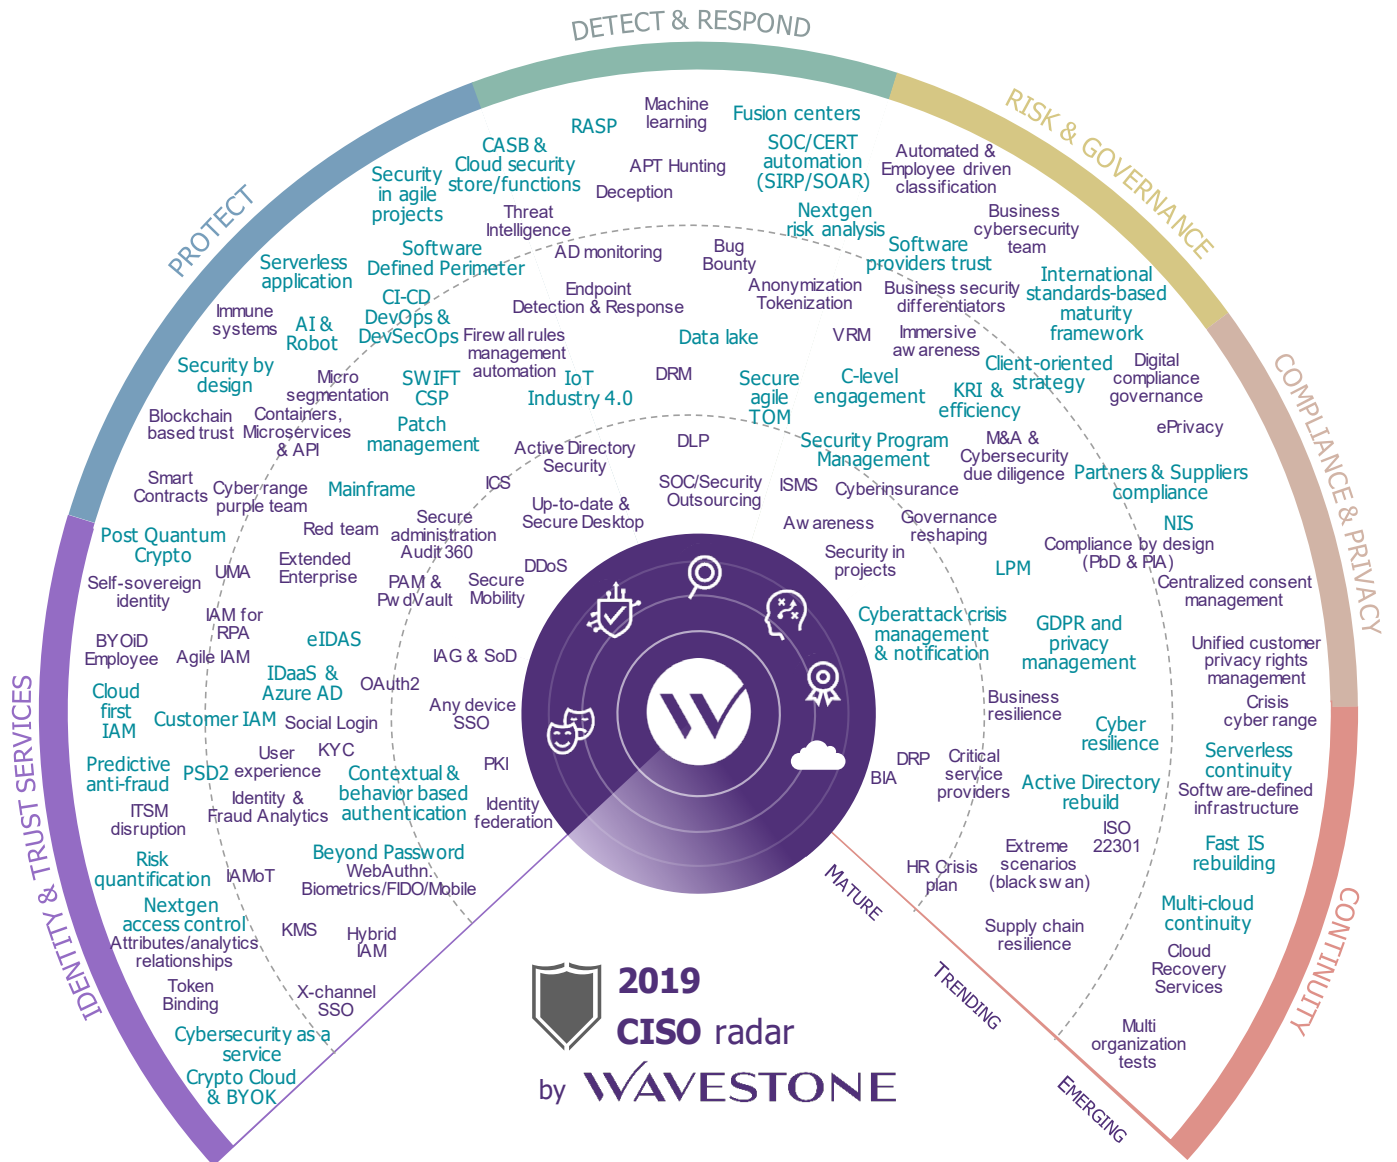 DETECT & RESPOND
RISK & GOVERNANCE
COMPLIANCE & PRIVACY
CONTINUITY
PROTECT
IDENTITY & TRUST SERVICES
Machine
learning
Fusion centers
RASP
CASB &
Cloud security
store/functions
APT Hunting
Deception
SOC/CERT
automation
(SIRP/SOAR)
Threat
Intelligence
Nextgen
risk analysis
AD monitoring
Bug
Bounty
Endpoint
Detection & Response
Anonymization
Tokenization
Data lake
DRM
Secure
agile
TOM
DLP
SOC/Security
Outsourcing
Automated &
Employee driven
classification
Business
cybersecurity
team
Software
providers trust
International
standards-based
maturity
framework
Business security
differentiators
VRM
Immersive
awareness
Client-oriented
strategy
C-level
engagement
KRI &
efficiency
Security Program
Management
M&A &
Cybersecurity
due diligence
ISMS
Cyberinsurance
Awareness
Governance
reshaping
Security in
projects
Digital
compliance
governance
ePrivacy
Partners & Suppliers
compliance
NIS
Compliance by design
(PbD & PIA)
LPM
Centralized consent
management
Cyberattack crisis
management
& notification
GDPR and
privacy
management
Unified customer
privacy rights
management
Crisis
cyber range
Business
resilience
Cyber
resilience
Serverless
continuity
DRP
BIA
Critical
service
providers
Active Directory
rebuild
Software-defined
infrastructure
ISO
22301
Extreme
scenarios
(black swan)
Fast IS
rebuilding
HR Crisis
plan
Multi-cloud
continuity
Supply chain
resilience
Cloud
Recovery
Services
Multi
organization
tests
Security
in agile
projects
Software
Defined Perimeter
Serverless
application
CI-CD
DevOps &
DevSecOps
Immune
systems
AI &
Robot
Firewall rules
management
automation
Security by
design
Micro
segmentation
SWIFT
CSP
IoT
Industry 4.0
Blockchain
based trust
Containers,
Microservices
& API
Patch
management
Active Directory
Security
Smart
Contracts
Cyber range
purple team
Mainframe
ICS
Up-to-date &
Secure Desktop
Red team
Secure
administration
Audit 360
Extended
Enterprise
DDoS
PAM &
PwdVault
Secure
Mobility
Post Quantum
Crypto
UMA
Self-sovereign
identity
IAM for
RPA
eIDAS
BYOiD
Employee
Agile IAM
IAG & SoD
IDaaS &
Azure AD
OAuth2
Cloud
first
IAM
Customer IAM
Social Login
Any device
SSO
User
experience
KYC
Predictive
anti-fraud
PSD2
PKI
Contextual &
behavior based
authentication
Identity &
Fraud Analytics
Identity
federation
ITSM
disruption
Beyond Password
WebAuthn.
Biometrics/FIDO/Mobile
Risk
quantification
IAMoT
Nextgen
access control
Attributes/analytics
relationships
KMS
Hybrid
IAM
Token
Binding
X-channel
SSO
Cybersecurity as a
service
Crypto Cloud
& BYOK
MATURE
TRENDING
EMERGING
W
2019
CISO radar
by WAVESTONE